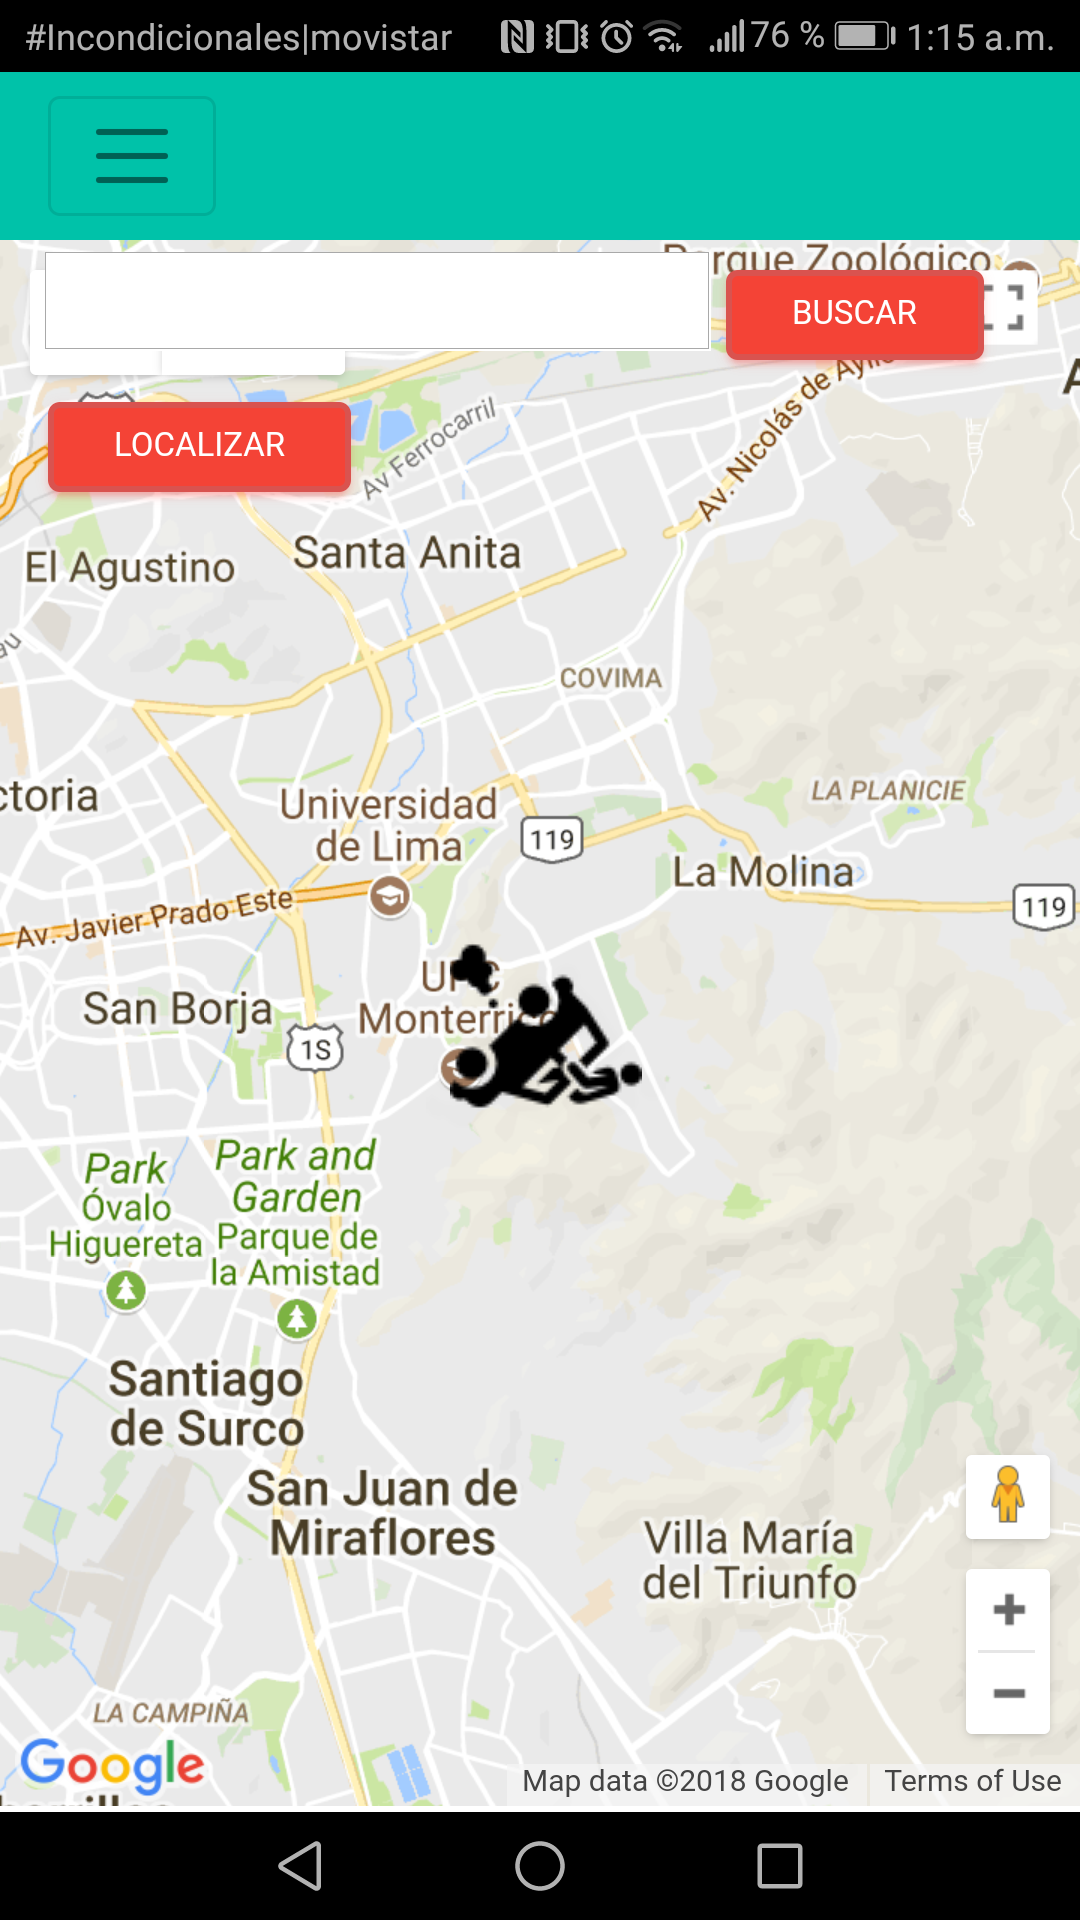 #Incondicionales|movistar 76 % 1:15 a.m.
Parque Zoológico
BUSCAR
LOCALIZAR
Av Ferrocarril
Av. Nicolás de Ayllón
El Agustino
Santa Anita
COVIMA
ctoria
LA PLANICIE
Universidad
de Lima
119
La Molina
119
Av. Javier Prado Este
UPC
Monterrico
San Borja
1S
Park
Óvalo
Higuereta
Park and
Garden
Parque de
la Amistad
Santiago
de Surco
San Juan de
Miraflores
Villa María
del Triunfo
LA CAMPIÑA
Google
Map data ©2018 Google
Terms of Use